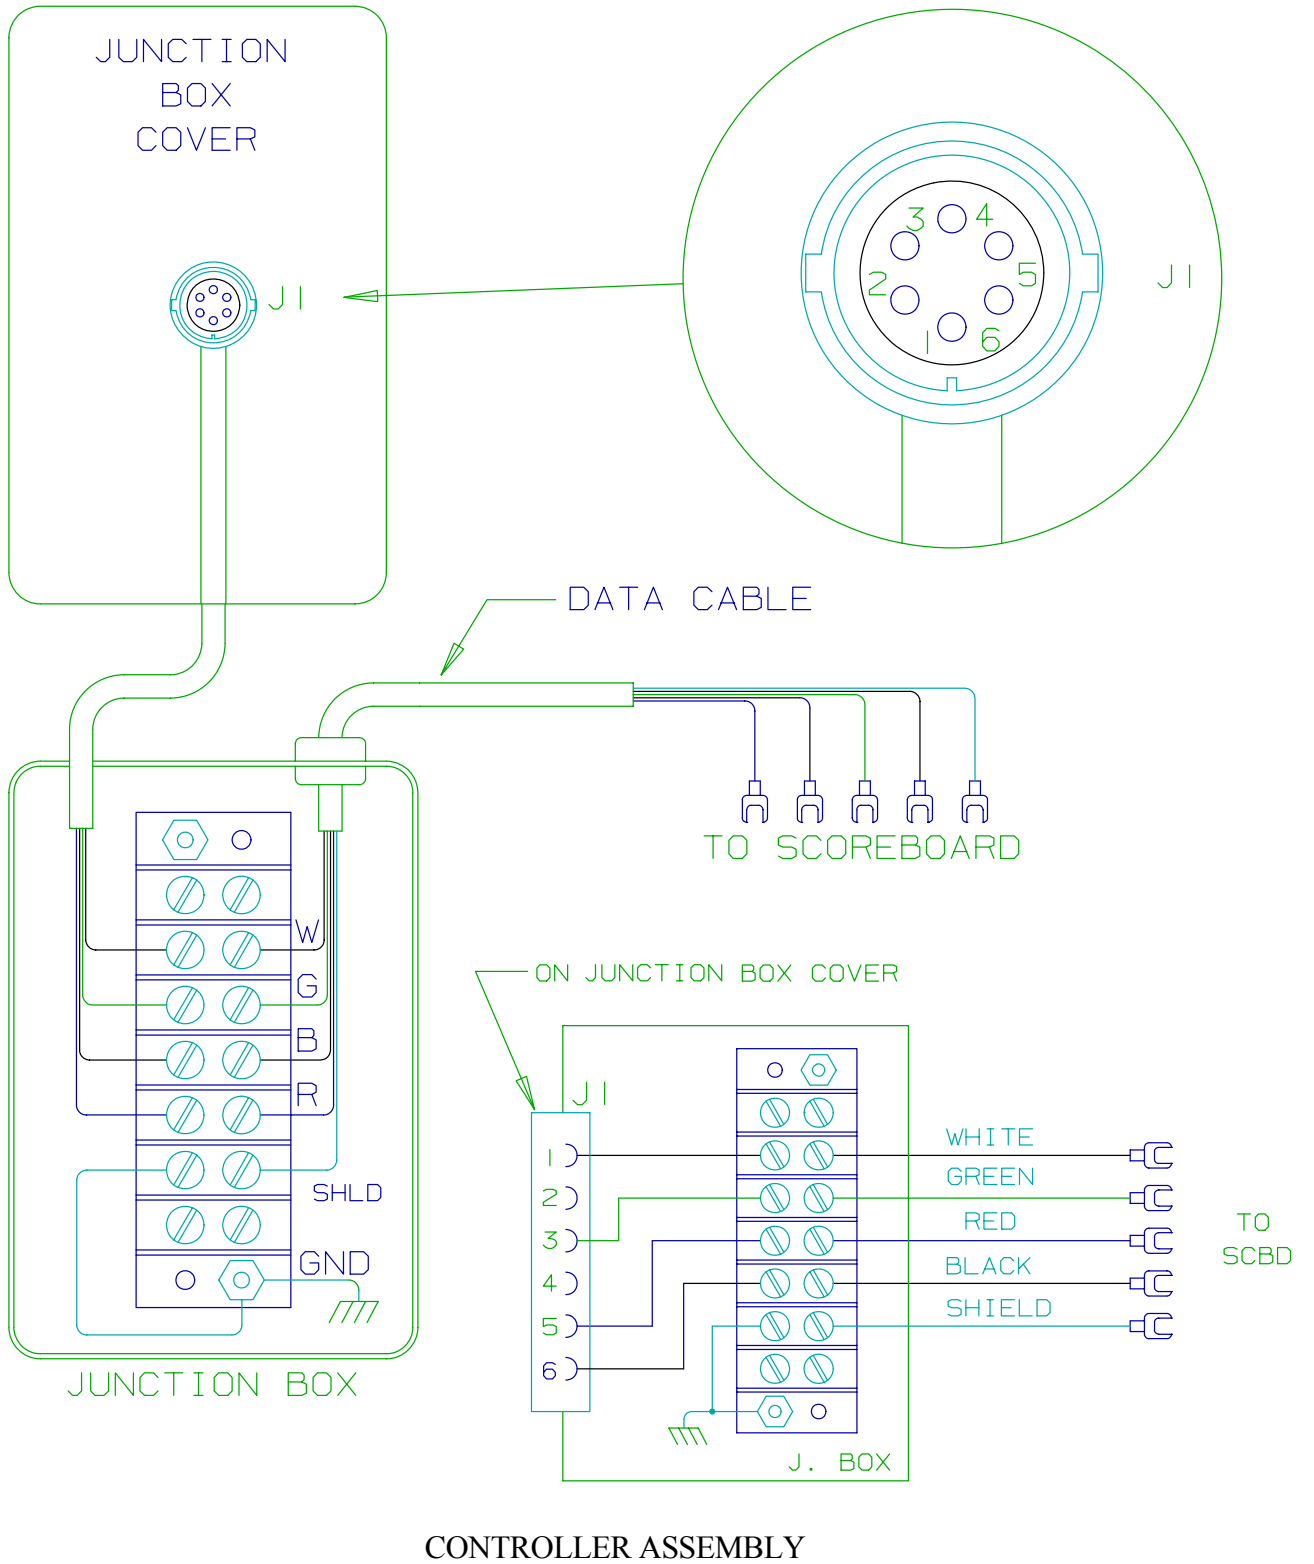 JUNCTION
BOX
COVER
J1
3 4
2 5
1 6
J1
DATA CABLE
TO SCOREBOARD
W
G
B
R
SHLD
GND
JUNCTION BOX
ON JUNCTION BOX COVER
J1
1
2
3
4
5
6
WHITE
GREEN
RED
BLACK
SHIELD
TO
SCBD
J. BOX
CONTROLLER ASSEMBLY